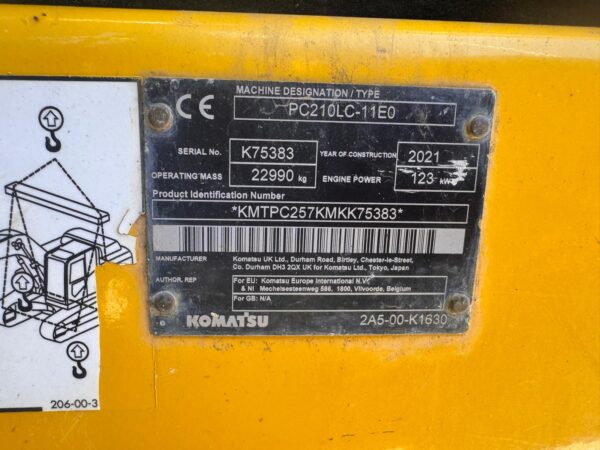 MACHINE DESIGNATION / TYPE
CE PC210LC-11E0
SERIAL No. K75383 YEAR OF CONSTRUCTION 2021
OPERATING MASS 22990 kg ENGINE POWER 123 kW
Product Identification Number
*KMTPC257KMKK75383*
MANUFACTURER Komatsu UK Ltd., Durham Road, Birtley, Chester-le-Street,
Co. Durham DH3 2QX UK for Komatsu Ltd., Tokyo, Japan
AUTHOR. REP For EU: Komatsu Europe International N.V.
& NI Mechelsesteenweg 586, 1800, Vilvoorde, Belgium
For GB: N/A
KOMATSU 2A5-00-K1630
206-00-3